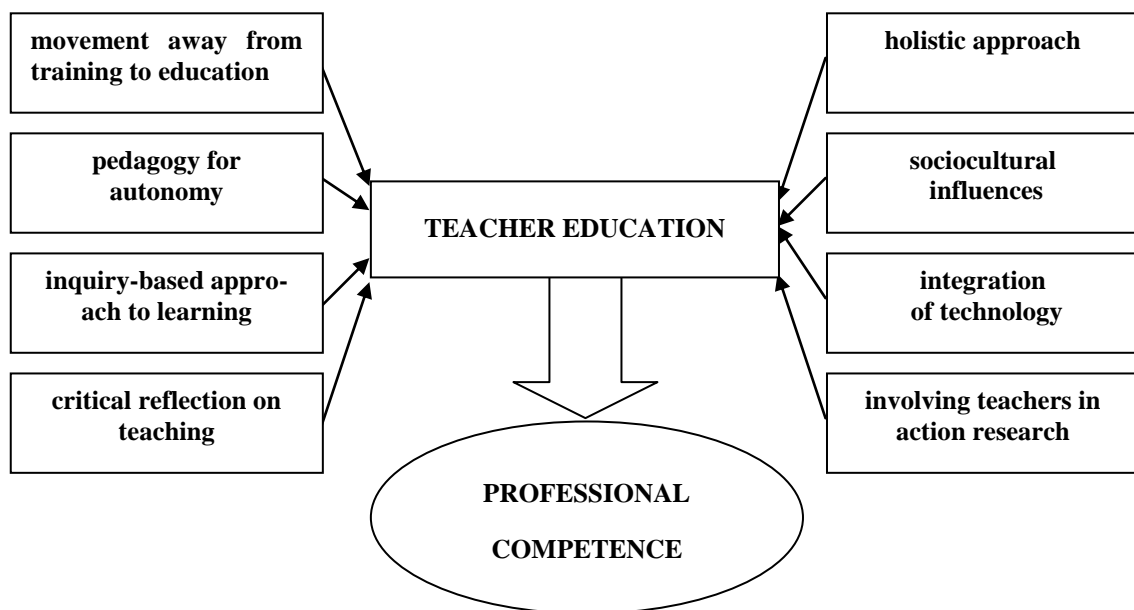 movement away from
training to education
pedagogy for
autonomy
inquiry-based appro-
ach to learning
critical reflection on
teaching
holistic approach
sociocultural
influences
integration
of technology
involving teachers in
action research
TEACHER EDUCATION
PROFESSIONAL
COMPETENCE